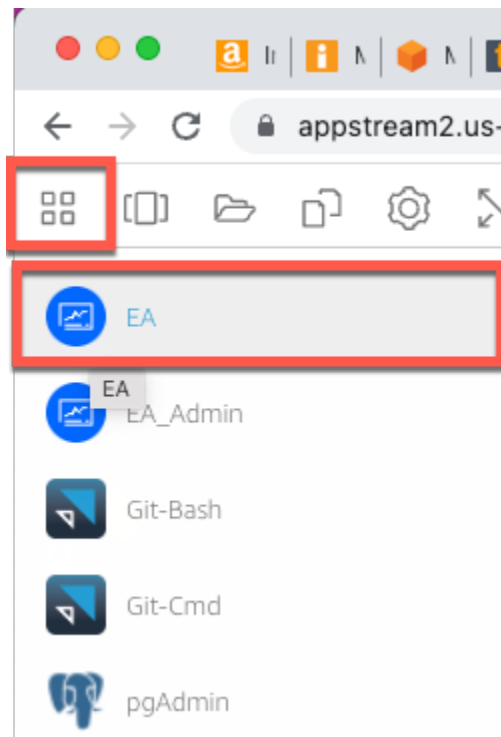 appstream2.us-
EA
EA
EA_Admin
Git-Bash
Git-Cmd
pgAdmin